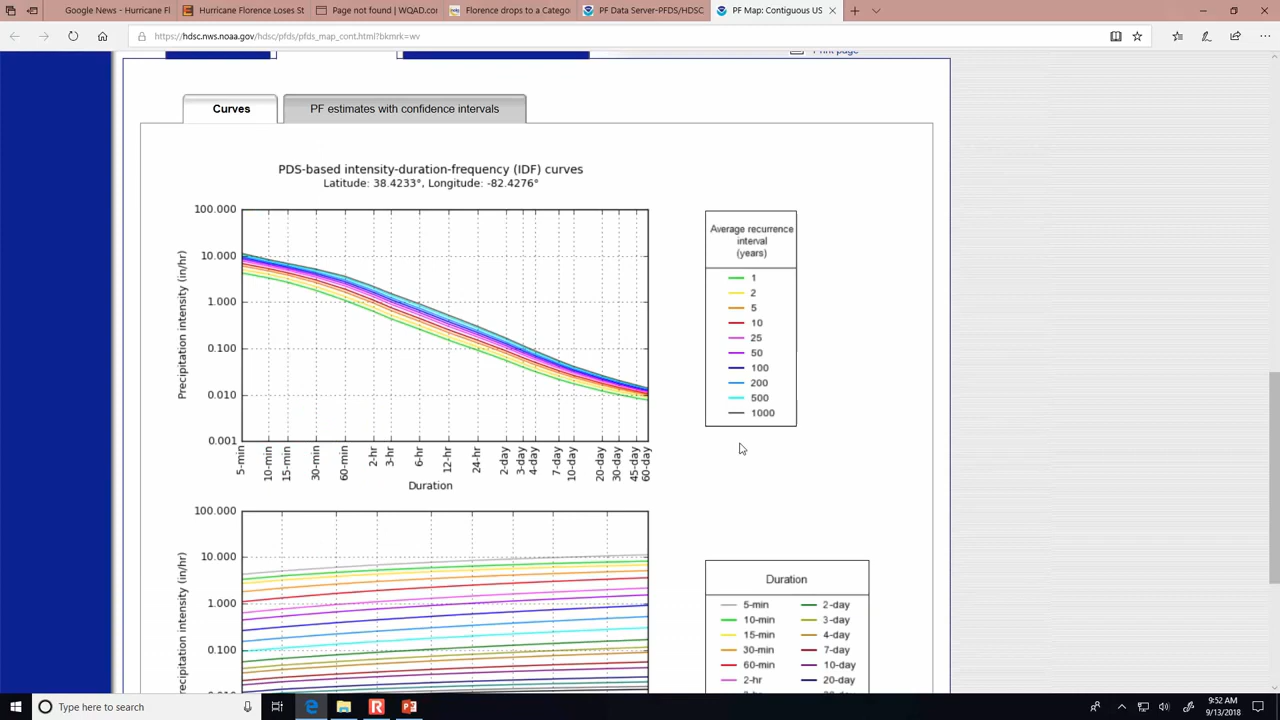 Google News - Hurricane Fl
Hurricane Florence Loses St
Page not found | WQAD.co
Florence drops to a Catego
PF Data Server-PFDS/HDSC
PF Map: Contiguous US
https://hdsc.nws.noaa.gov/hdsc/pfds/pfds_map_cont.html?bkmrk=wv
Print page
Curves
PF estimates with confidence intervals
PDS-based intensity-duration-frequency (IDF) curves
Latitude: 38.4233°, Longitude: -82.4276°
Precipitation intensity (in/hr)
100.000
10.000
1.000
0.100
0.010
0.001
5-min
10-min
15-min
30-min
60-min
2-hr
3-hr
6-hr
12-hr
24-hr
2-day
3-day
4-day
7-day
10-day
20-day
30-day
45-day
60-day
Duration
Average recurrence
interval
(years)
1
2
5
10
25
50
100
200
500
1000
recipitation intensity (in/hr)
100.000
10.000
1.000
0.100
Duration
5-min 2-day
10-min 3-day
15-min 4-day
30-min 7-day
60-min 10-day
2-hr 20-day
Type here to search
9:52 AM
9/13/2018